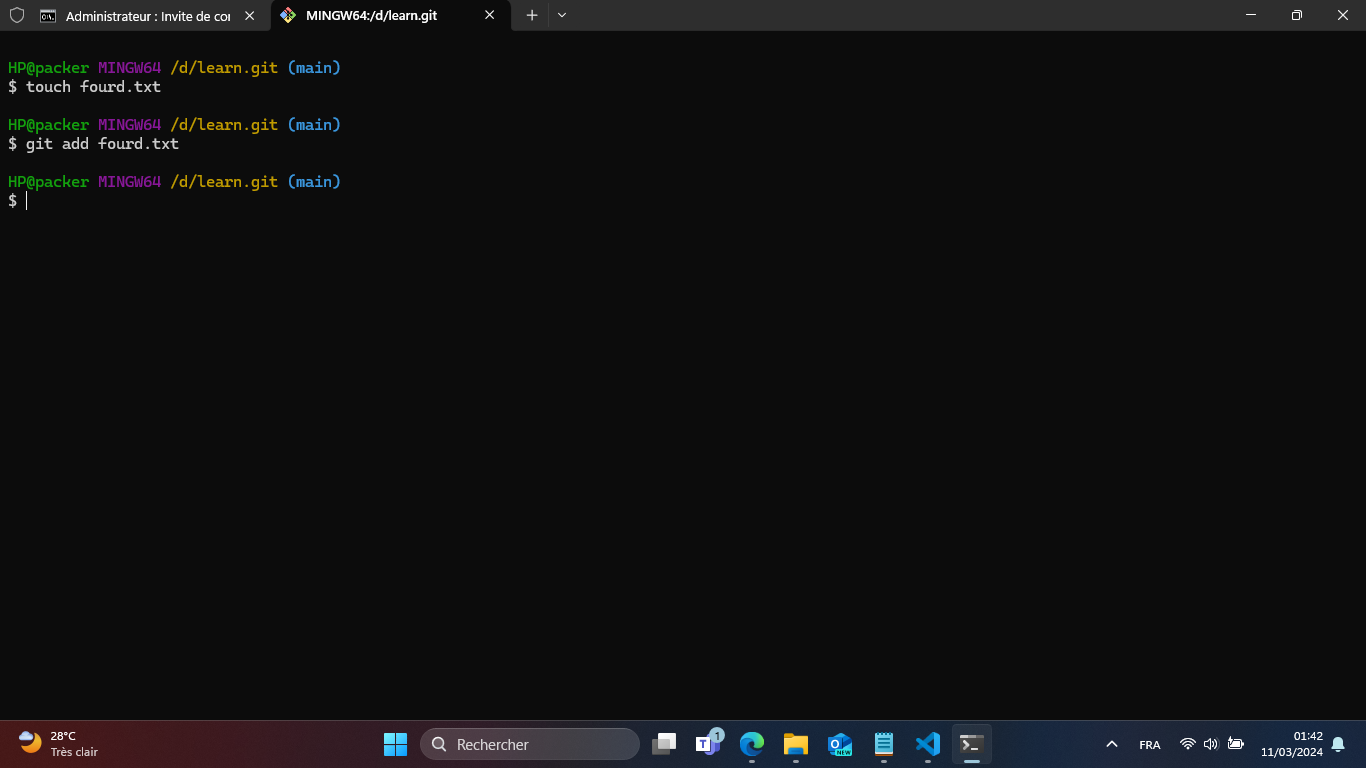 Administrateur : Invite de co
MINGW64:/d/learn.git
HP@packer MINGW64 /d/learn.git (main)
$ touch fourd.txt
HP@packer MINGW64 /d/learn.git (main)
$ git add fourd.txt
HP@packer MINGW64 /d/learn.git (main)
$
28°C
Très clair
Rechercher
1
NEW
FRA
01:42
11/03/2024